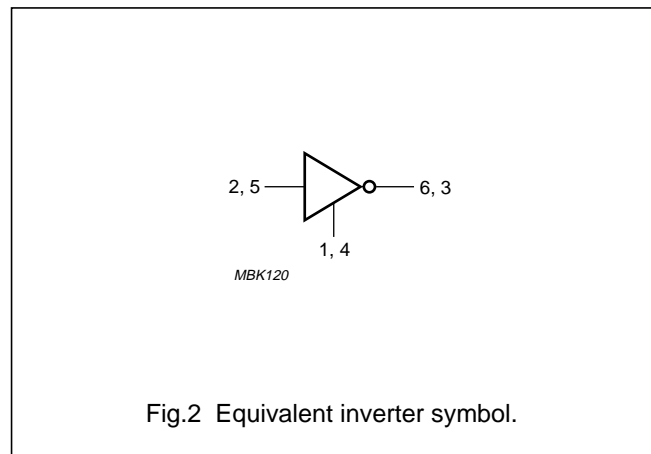 2, 5
6, 3
1, 4
MBK120
Fig.2 Equivalent inverter symbol.